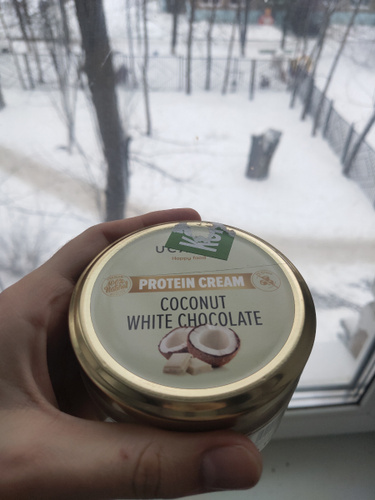 PROTEIN CREAM
COCONUT
WHITE CHOCOLATE